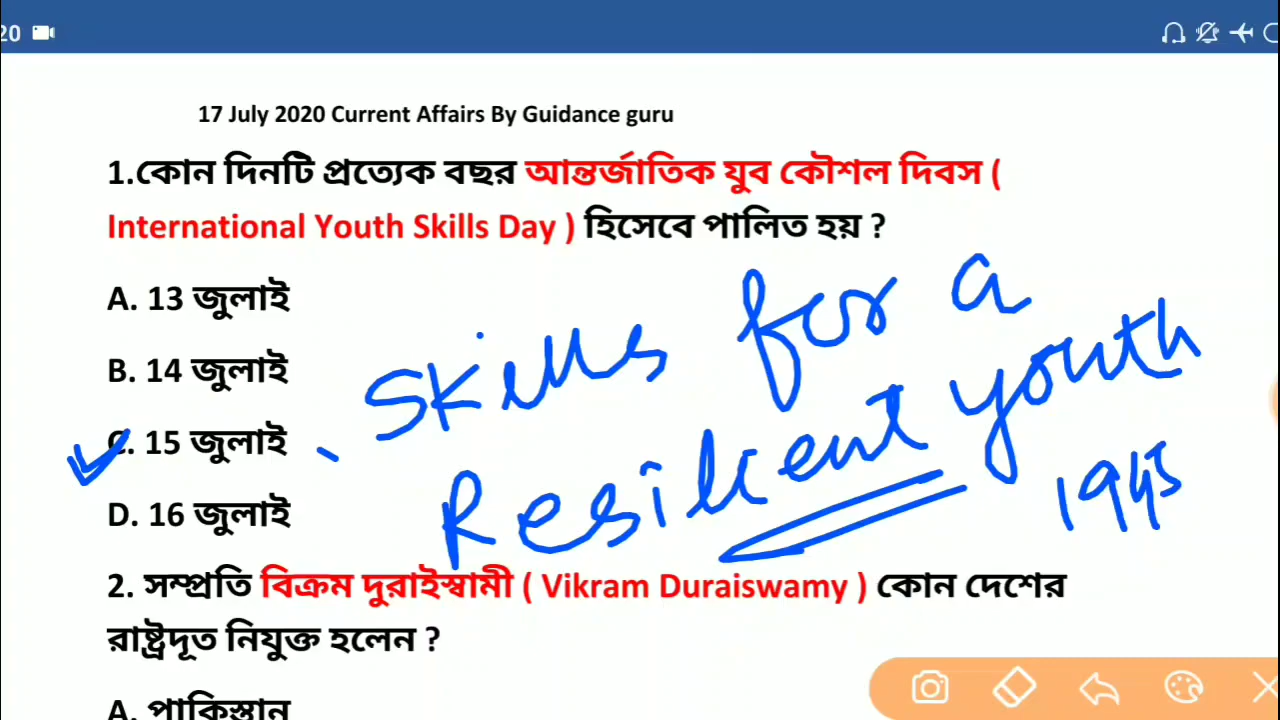 20
17 July 2020 Current Affairs By Guidance guru
1.কোন দিনটি প্রত্যেক বছর আন্তর্জাতিক যুব কৌশল দিবস (
International Youth Skills Day ) হিসেবে পালিত হয় ?
A. 13 জুলাই
B. 14 জুলাই
C. 15 জুলাই
D. 16 জুলাই
Skills for a
Resilient youth
1945
2. সম্প্রতি বিক্রম দুরাইস্বামী ( Vikram Duraiswamy ) কোন দেশের
রাষ্ট্রদূত নিযুক্ত হলেন ?
A. পাকিস্তান